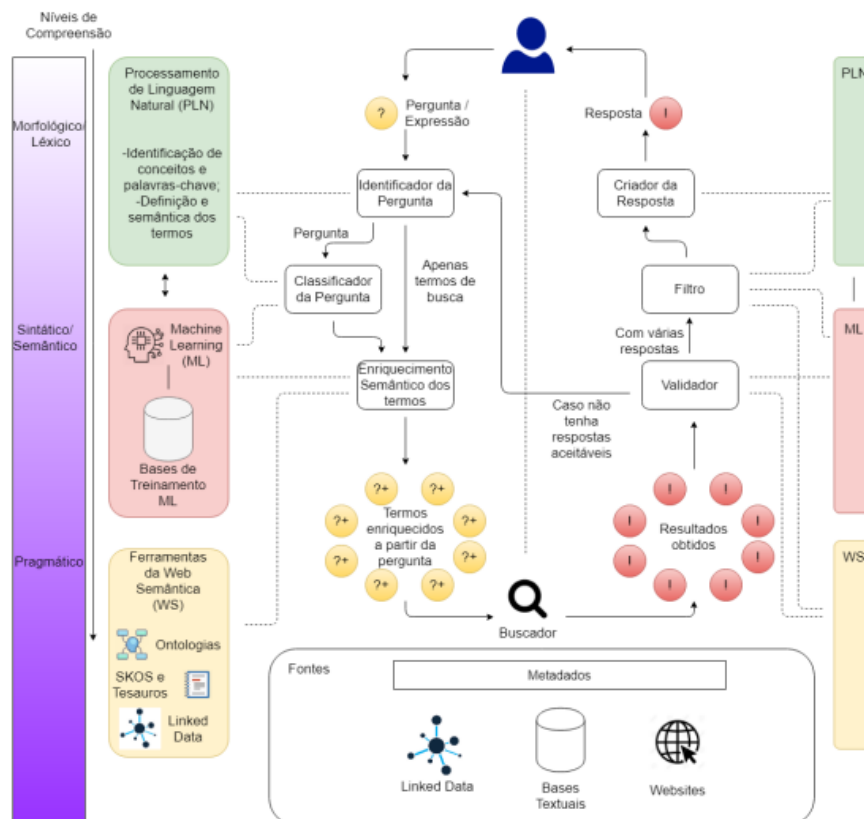 Níveis de
Compreensão
Morfológico/
Léxico
Sintático/
Semântico
Pragmático
Processamento
de Linguagem
Natural (PLN)
-Identificação de
conceitos e
palavras-chave;
-Definição e
semântica dos
termos
Machine
Learning
(ML)
Bases de
Treinamento
ML
Ferramentas
da Web
Semântica
(WS)
Ontologias
SKOS e
Tesauros
Linked
Data
?
Pergunta /
Expressão
Identificador da
Pergunta
Pergunta
Classificador
da Pergunta
Apenas
termos de
busca
Enriquecimento
Semântico dos
termos
?+
?+
?+
?+
?+
?+
?+
?+
Termos
enriquecidos
a partir da
pergunta
Buscador
Resposta
!
Criador da
Resposta
Filtro
Com várias
respostas
Validador
Caso não
tenha
respostas
aceitáveis
!
!
!
!
!
!
!
!
Resultados
obtidos
Fontes
Metadados
Linked Data
Bases
Textuais
Websites
PLN
ML
WS